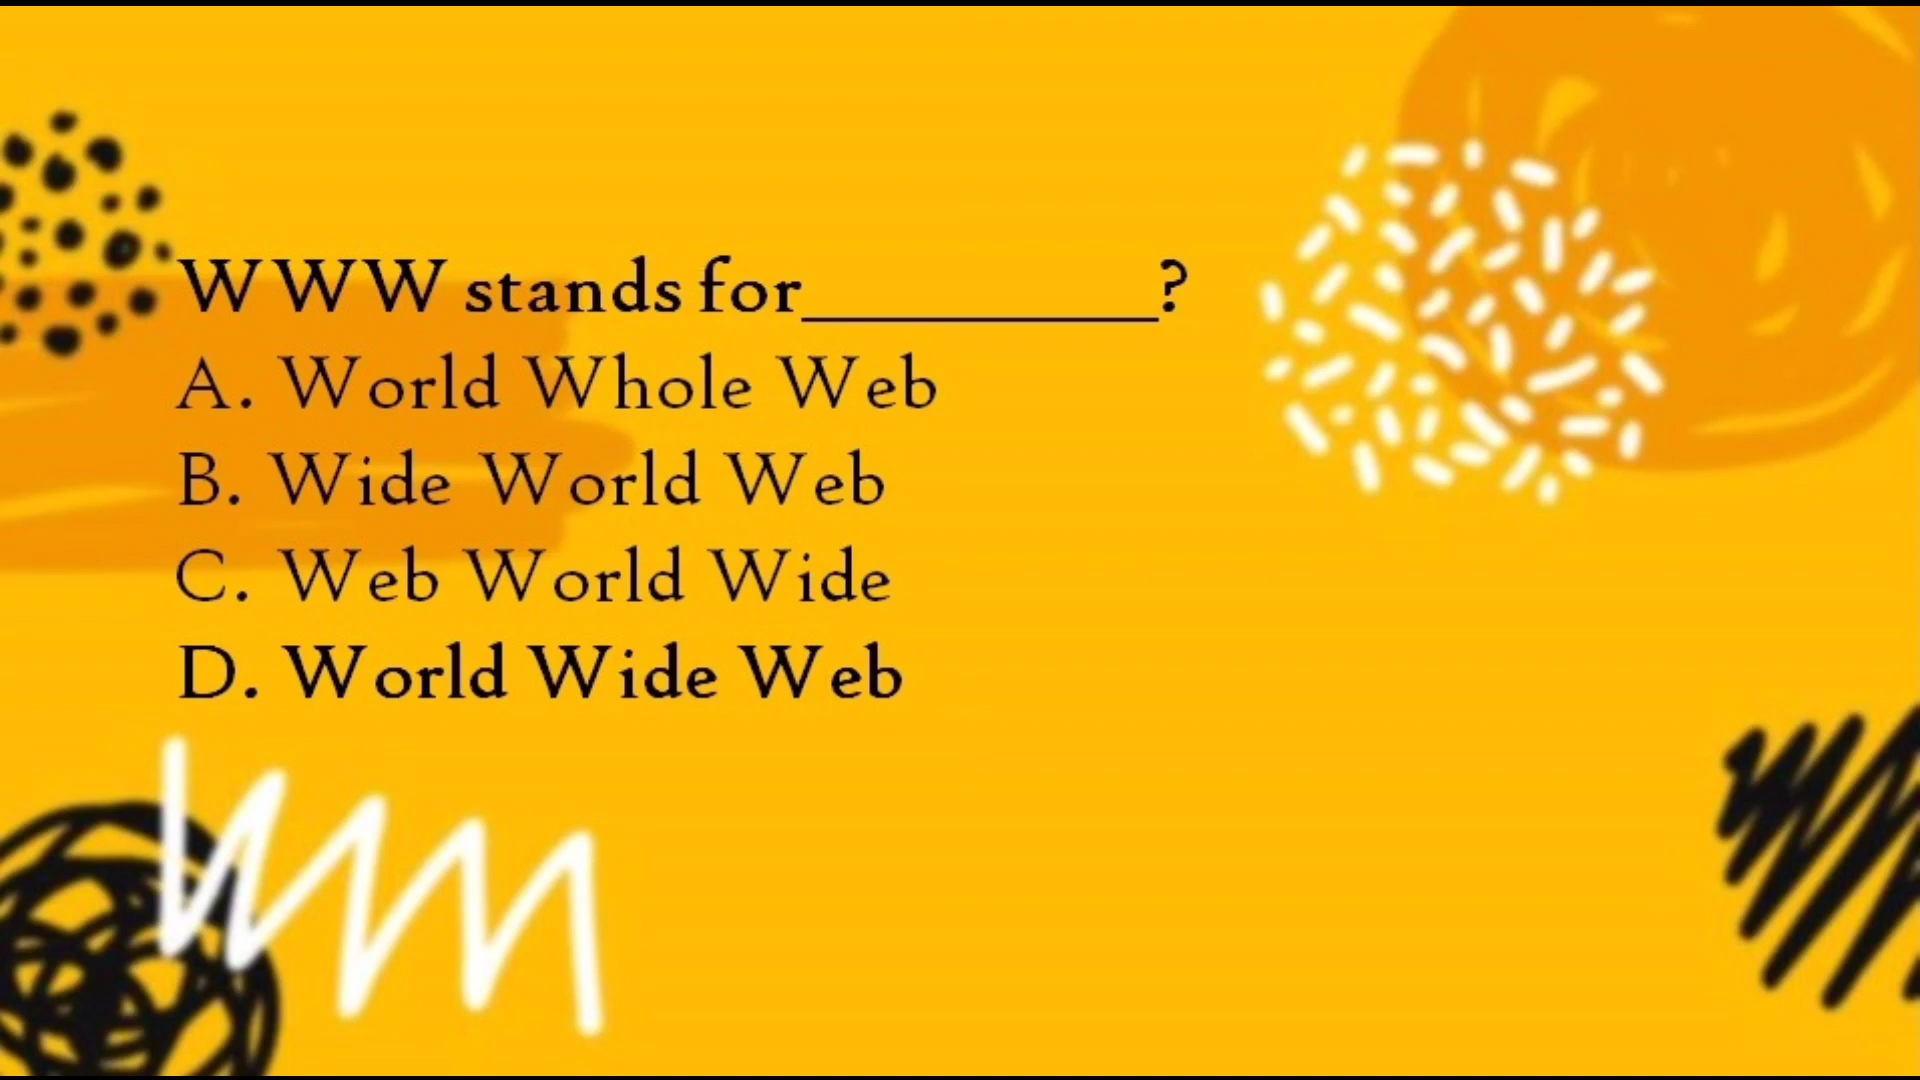 WWW stands for__________?
A. World Whole Web
B. Wide World Web
C. Web World Wide
D. World Wide Web